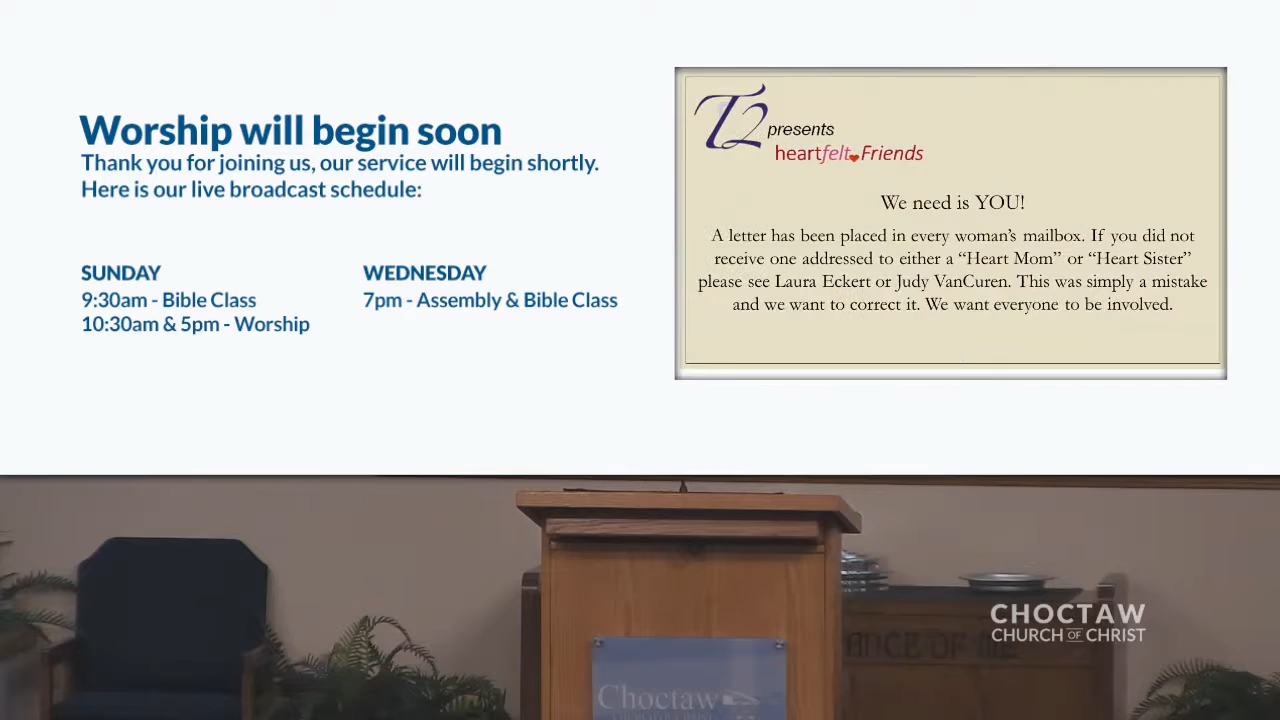 Worship will begin soon
Thank you for joining us, our service will begin shortly.
Here is our live broadcast schedule:
SUNDAY
9:30am - Bible Class
10:30am & 5pm - Worship
WEDNESDAY
7pm - Assembly & Bible Class
T2 presents
heartfelt Friends
We need is YOU!
A letter has been placed in every woman's mailbox. If you did not
receive one addressed to either a “Heart Mom” or “Heart Sister”
please see Laura Eckert or Judy VanCuren. This was simply a mistake
and we want to correct it. We want everyone to be involved.
CHOCTAW
CHURCH OF CHRIST
ANCE OF ME
Choctaw